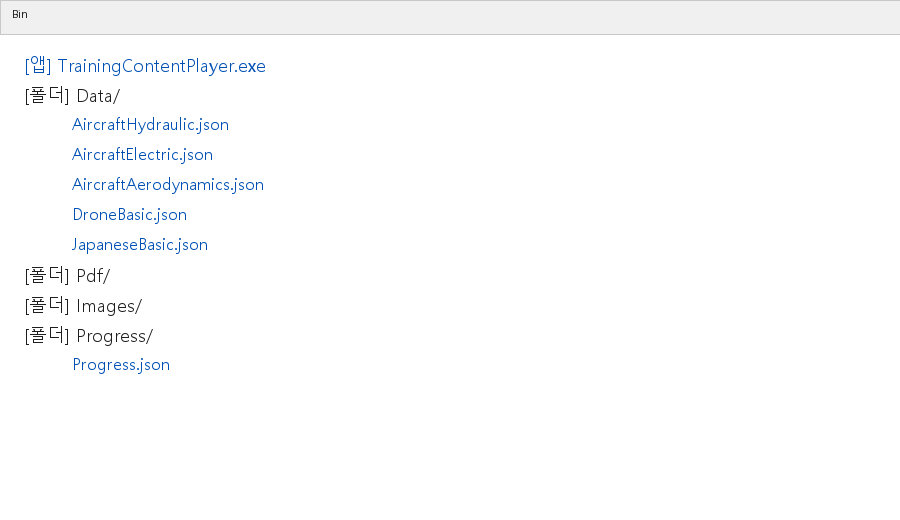 Bin
[앱] TrainingContentPlayer.exe
[폴더] Data/
AircraftHydraulic.json
AircraftElectric.json
AircraftAerodynamics.json
DroneBasic.json
JapaneseBasic.json
[폴더] Pdf/
[폴더] Images/
[폴더] Progress/
Progress.json